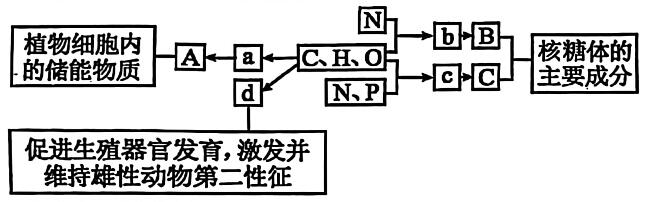 植物细胞内
的储能物质
A
a
C、H、O
N
b
B
核糖体的
主要成分
N、P
c
C
d
促进生殖器官发育,激发并
维持雄性动物第二性征